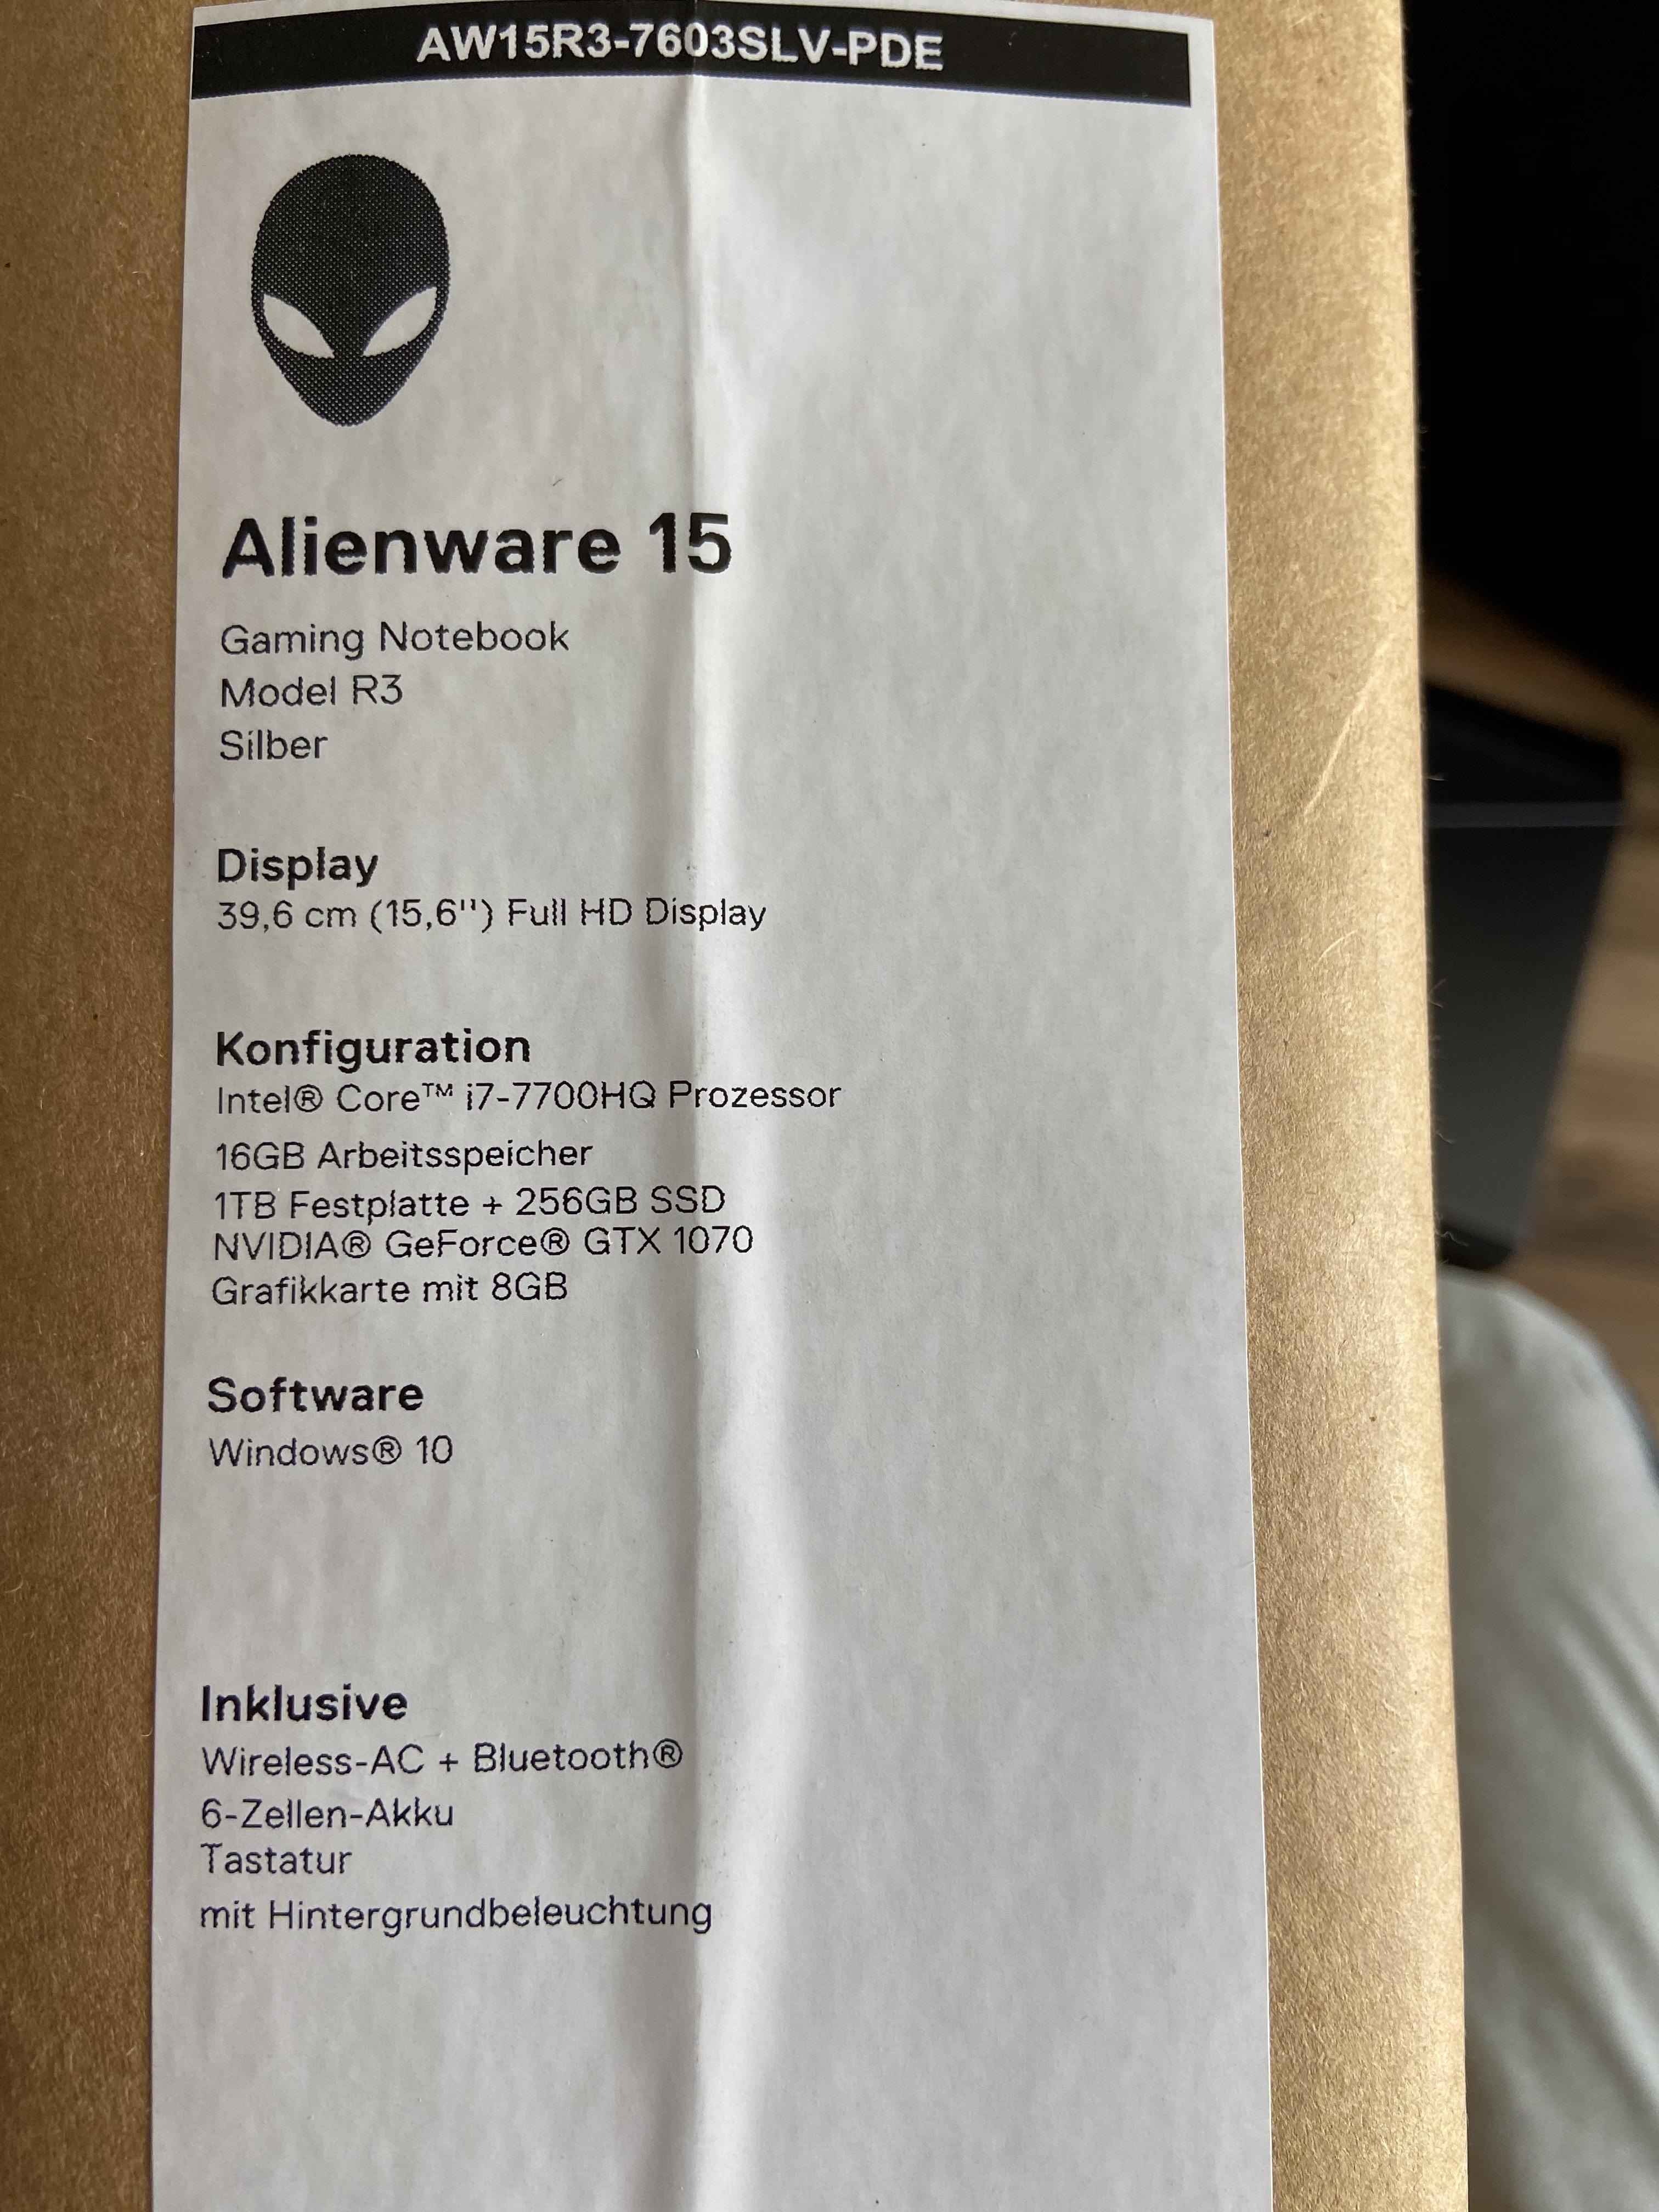 AW15R3-7603SLV-PDE
Alienware 15
Gaming Notebook
Model R3
Silber
Display
39,6 cm (15,6'') Full HD Display
Konfiguration
Intel® Core™ i7-7700HQ Prozessor
16GB Arbeitsspeicher
1TB Festplatte + 256GB SSD
NVIDIA® GeForce® GTX 1070
Grafikkarte mit 8GB
Software
Windows® 10
Inklusive
Wireless-AC + Bluetooth®
6-Zellen-Akku
Tastatur
mit Hintergrundbeleuchtung